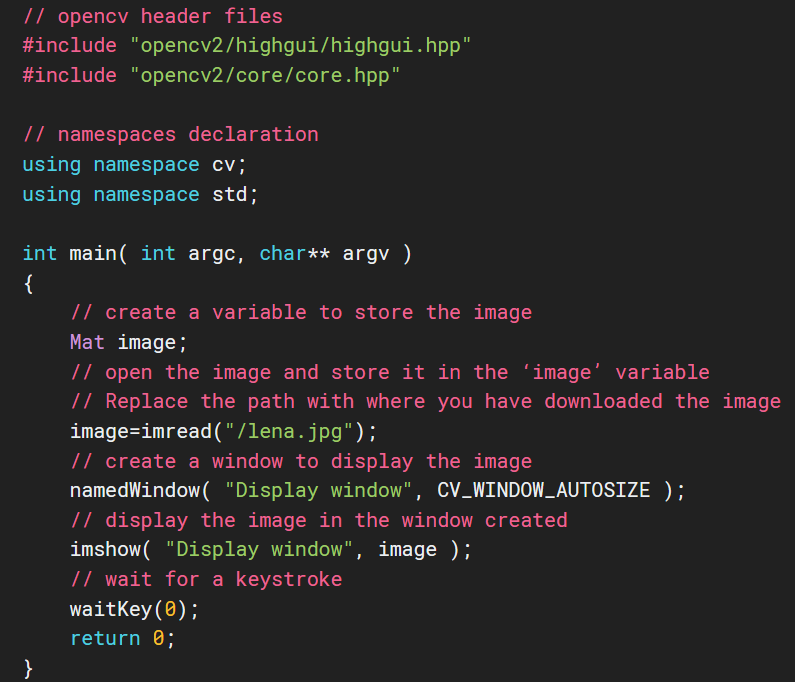 // opencv header files
#include "opencv2/highgui/highgui.hpp"
#include "opencv2/core/core.hpp"

// namespaces declaration
using namespace cv;
using namespace std;

int main( int argc, char** argv )
{
    // create a variable to store the image
    Mat image;
    // open the image and store it in the ‘image’ variable
    // Replace the path with where you have downloaded the image
    image=imread("/lena.jpg");
    // create a window to display the image
    namedWindow( "Display window", CV_WINDOW_AUTOSIZE );
    // display the image in the window created
    imshow( "Display window", image );
    // wait for a keystroke
    waitKey(0);
    return 0;
}